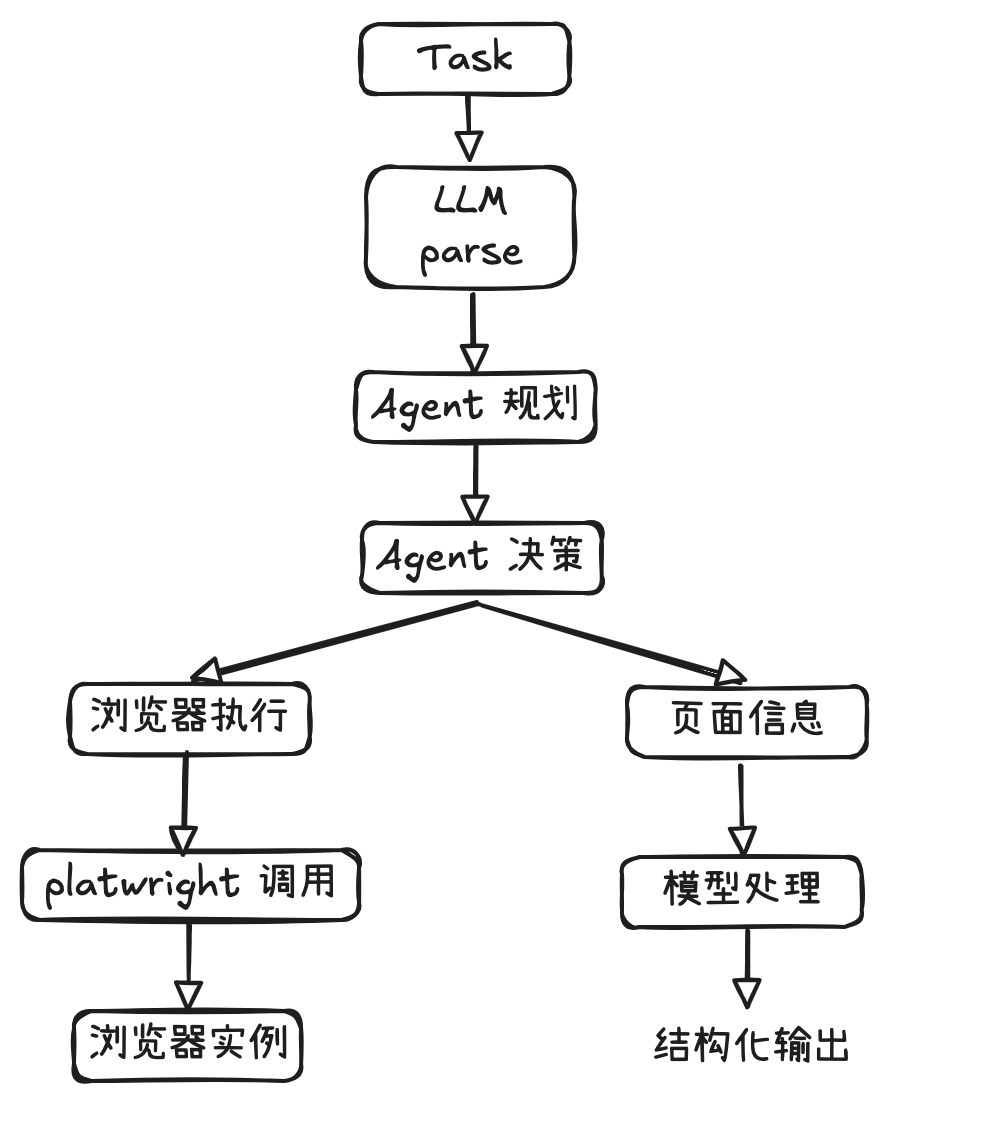 Task
LLM
parse
Agent 规划
Agent 决策
浏览器执行
页面信息
platwright 调用
模型处理
浏览器实例
结构化输出